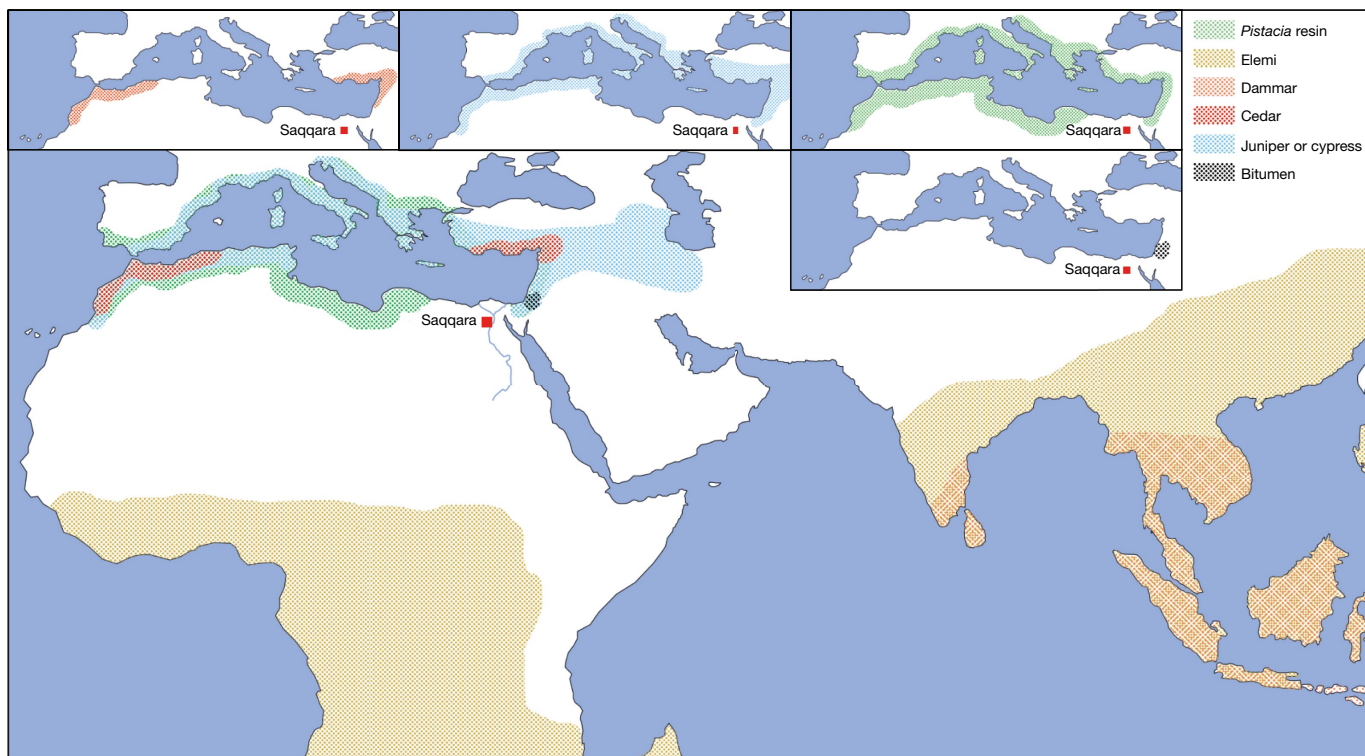 Saqqara
Saqqara
Saqqara
Pistacia resin
Elemi
Dammar
Cedar
Juniper or cypress
Bitumen
Saqqara
Saqqara